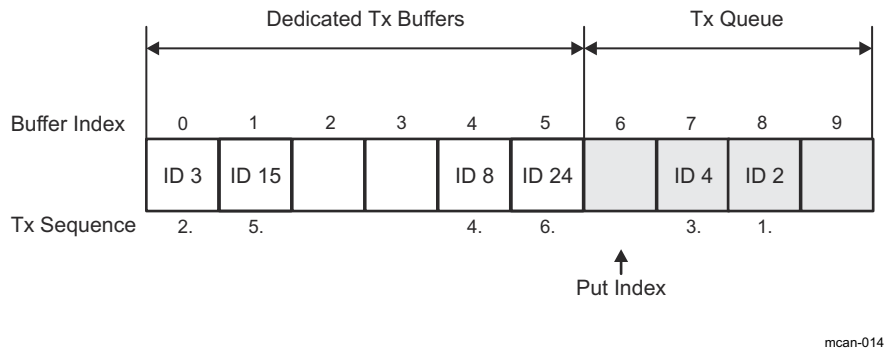 Dedicated Tx Buffers Tx Queue
Buffer Index 0 1 2 3 4 5 6 7 8 9
ID 3 ID 15 ID 8 ID 24 ID 4 ID 2
Tx Sequence 2. 5. 4. 6. 3. 1.
Put Index
mcan-014